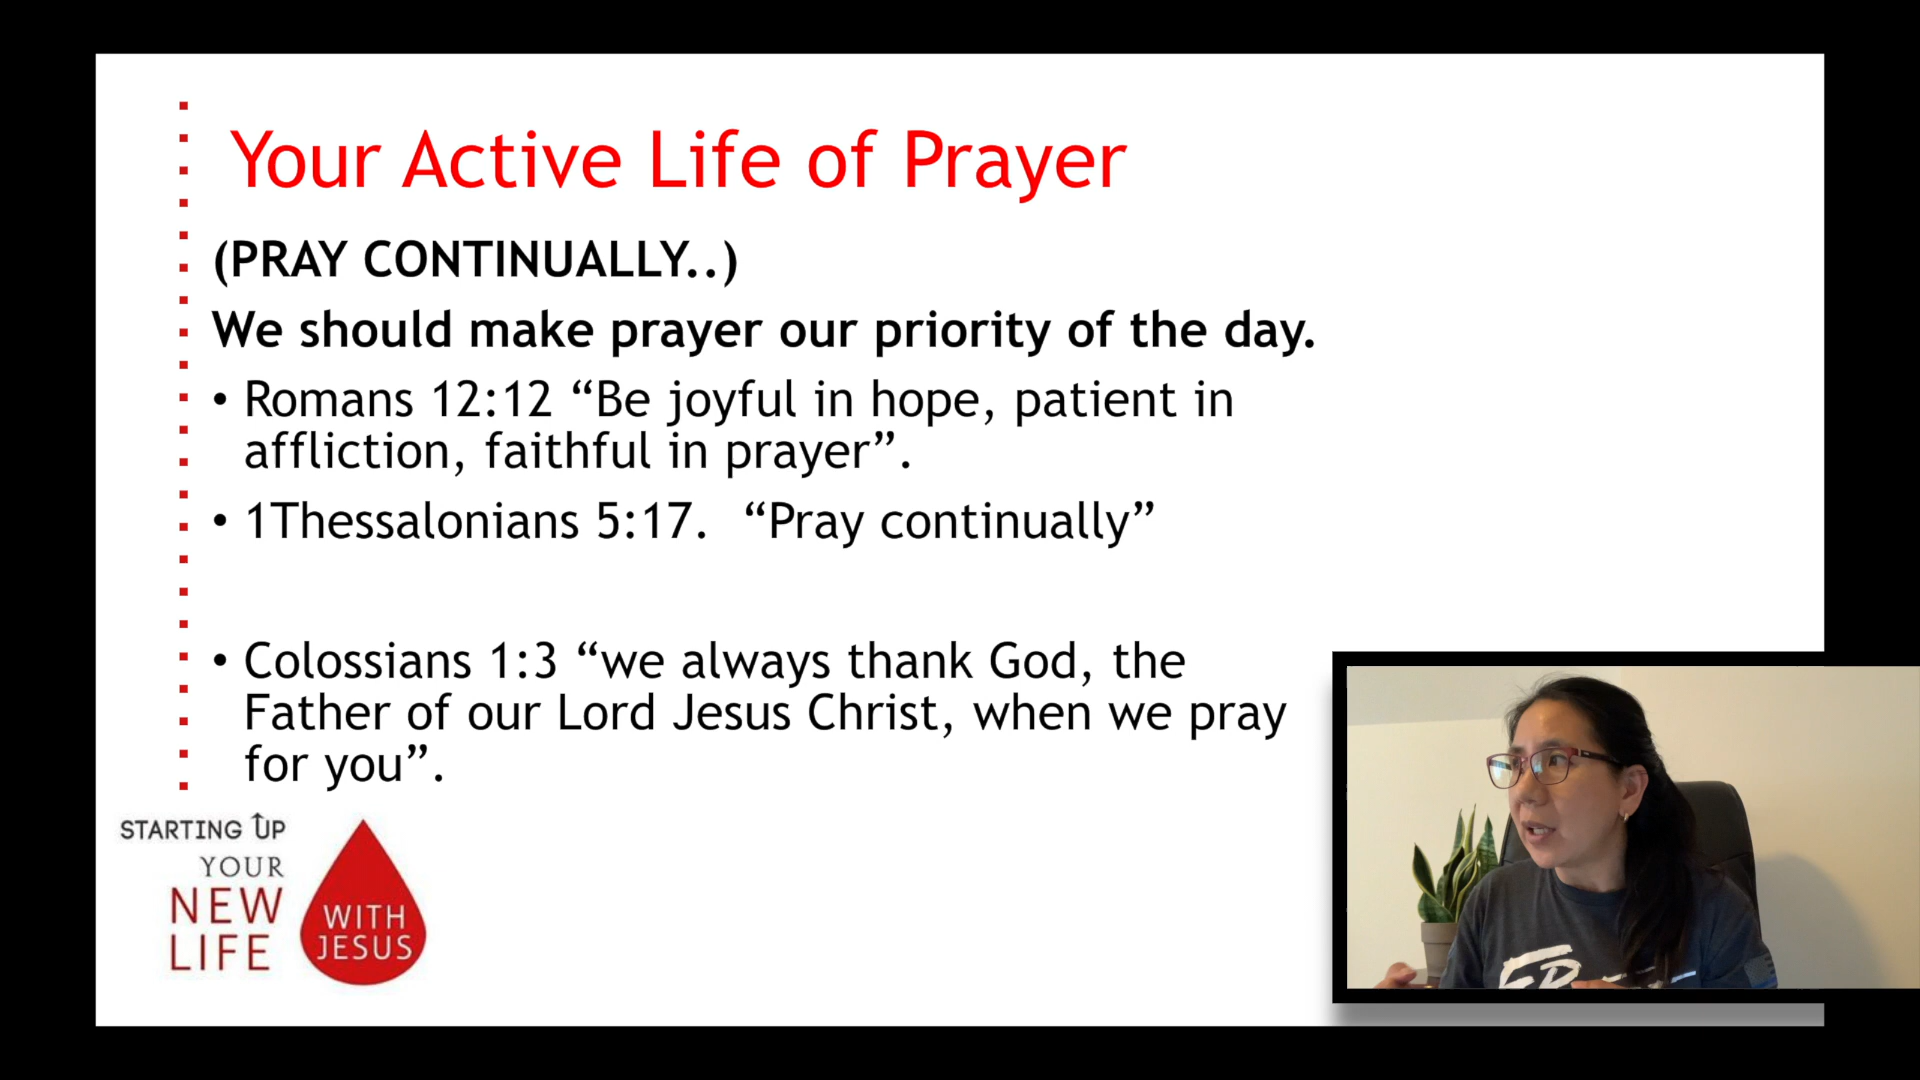 Your Active Life of Prayer
(PRAY CONTINUALLY..)
We should make prayer our priority of the day.
• Romans 12:12 “Be joyful in hope, patient in
affliction, faithful in prayer”.
• 1Thessalonians 5:17.  “Pray continually”
• Colossians 1:3 “we always thank God, the
Father of our Lord Jesus Christ, when we pray
for you”.
STARTING UP
YOUR
NEW
LIFE
WITH
JESUS